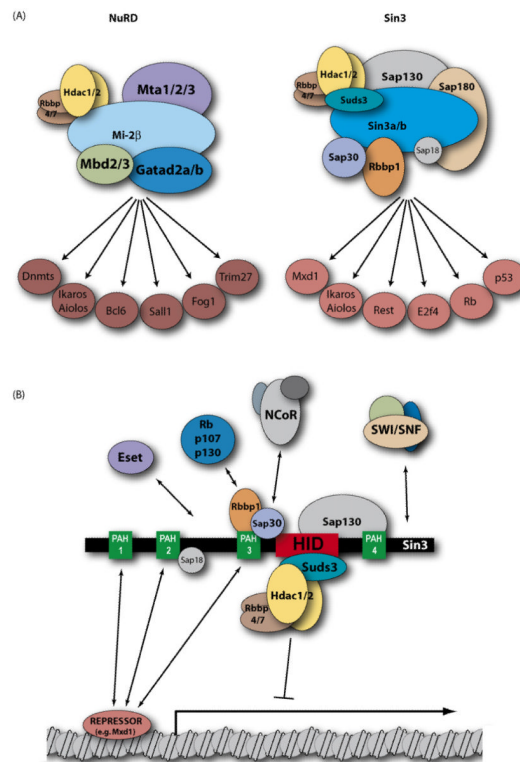 (A)
NuRD
Sin3
Hdac1/2
Rbbp
4/7
Mta1/2/3
Mi-2β
Mbd2/3
Gatad2a/b
Hdac1/2
Rbbp
4/7
Suds3
Sap130
Sap180
Sin3a/b
Sap30
Rbbp1
Sap18
Dnmts
Ikaros
Aiolos
Bcl6
Sall1
Fog1
Trim27
Mxd1
Ikaros
Aiolos
Rest
E2f4
Rb
p53
(B)
Eset
Rb
p107
p130
NCoR
SWI/SNF
Rbbp1
Sap30
Sap130
PAH
1
PAH
2
Sap18
PAH
3
HID
PAH
4
Sin3
Suds3
Hdac1/2
Rbbp
4/7
REPRESSOR
(e.g. Mxd1)